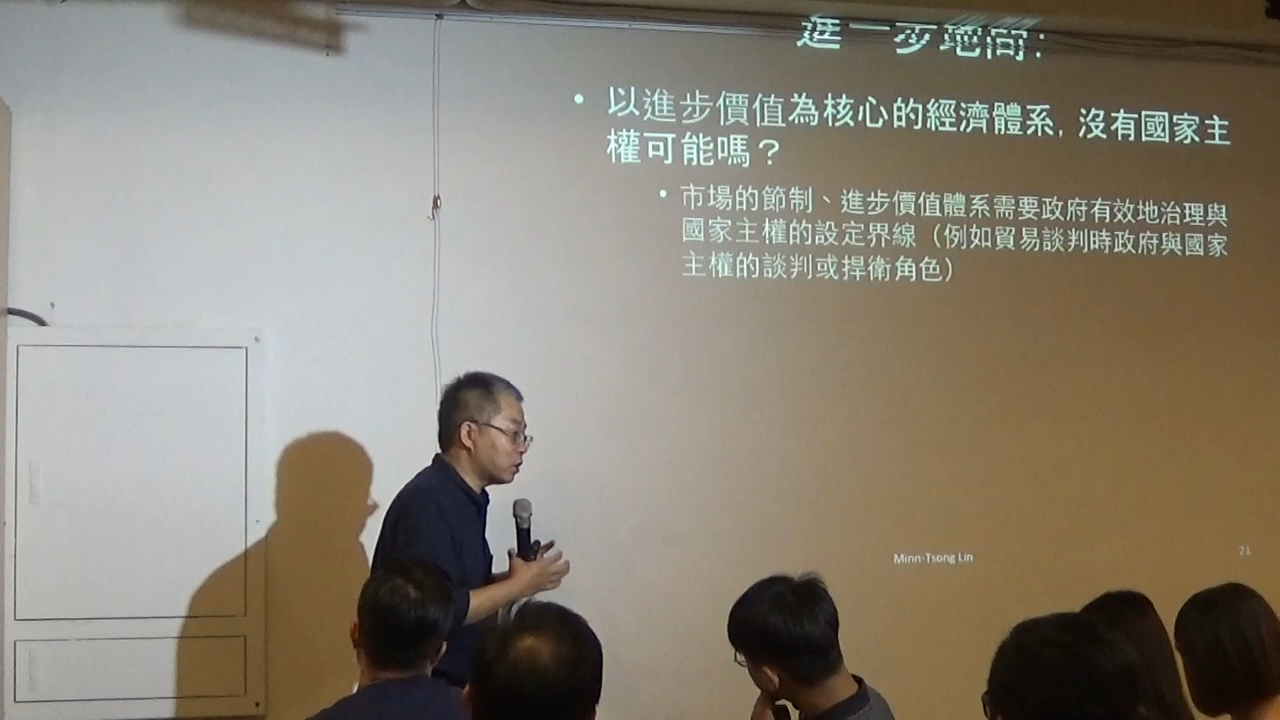 進一步地問:
• 以進步價值為核心的經濟體系, 沒有國家主
權可能嗎？
• 市場的節制、進步價值體系需要政府有效地治理與
國家主權的設定界線（例如貿易談判時政府與國家
主權的談判或捍衛角色）
Minn-Tsong Lin
21